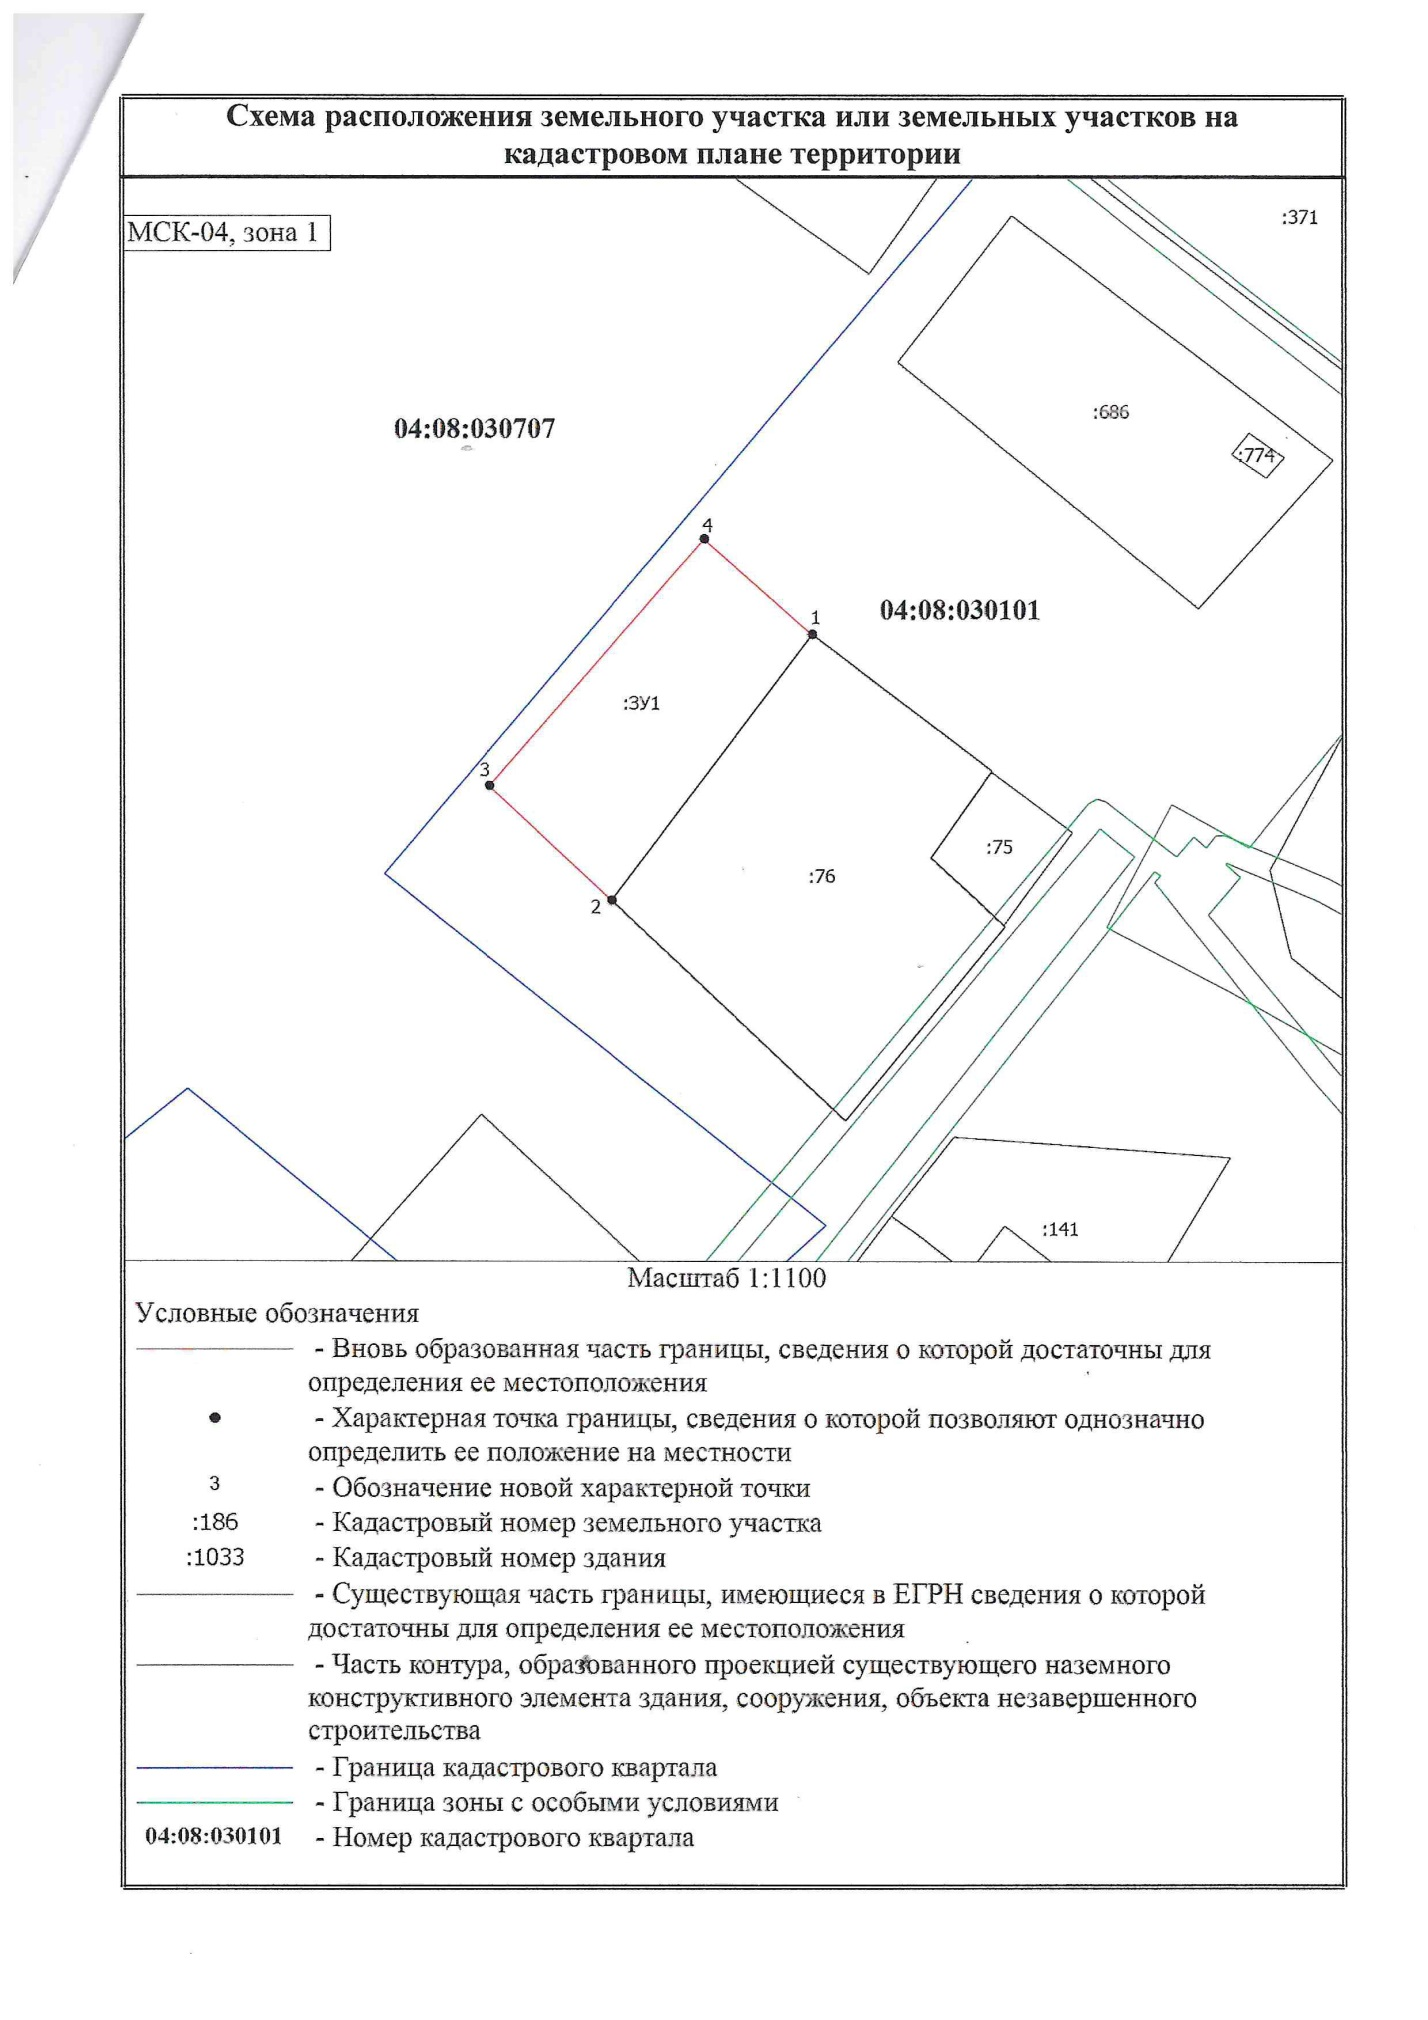 Схема расположения земельного участка или земельных участков на
кадастровом плане территории
МСК-04, зона 1
:371
04:08:030707
:686
:774
4
04:08:030101
1
:ЗУ1
3
:75
:76
2
:141
Масштаб 1:1100
Условные обозначения
- Вновь образованная часть границы, сведения о которой достаточны для
определения ее местоположения
- Характерная точка границы, сведения о которой позволяют однозначно
определить ее положение на местности
3 - Обозначение новой характерной точки
:186 - Кадастровый номер земельного участка
:1033 - Кадастровый номер здания
- Существующая часть границы, имеющиеся в ЕГРН сведения о которой
достаточны для определения ее местоположения
- Часть контура, образованного проекцией существующего наземного
конструктивного элемента здания, сооружения, объекта незавершенного
строительства
- Граница кадастрового квартала
- Граница зоны с особыми условиями
04:08:030101 - Номер кадастрового квартала